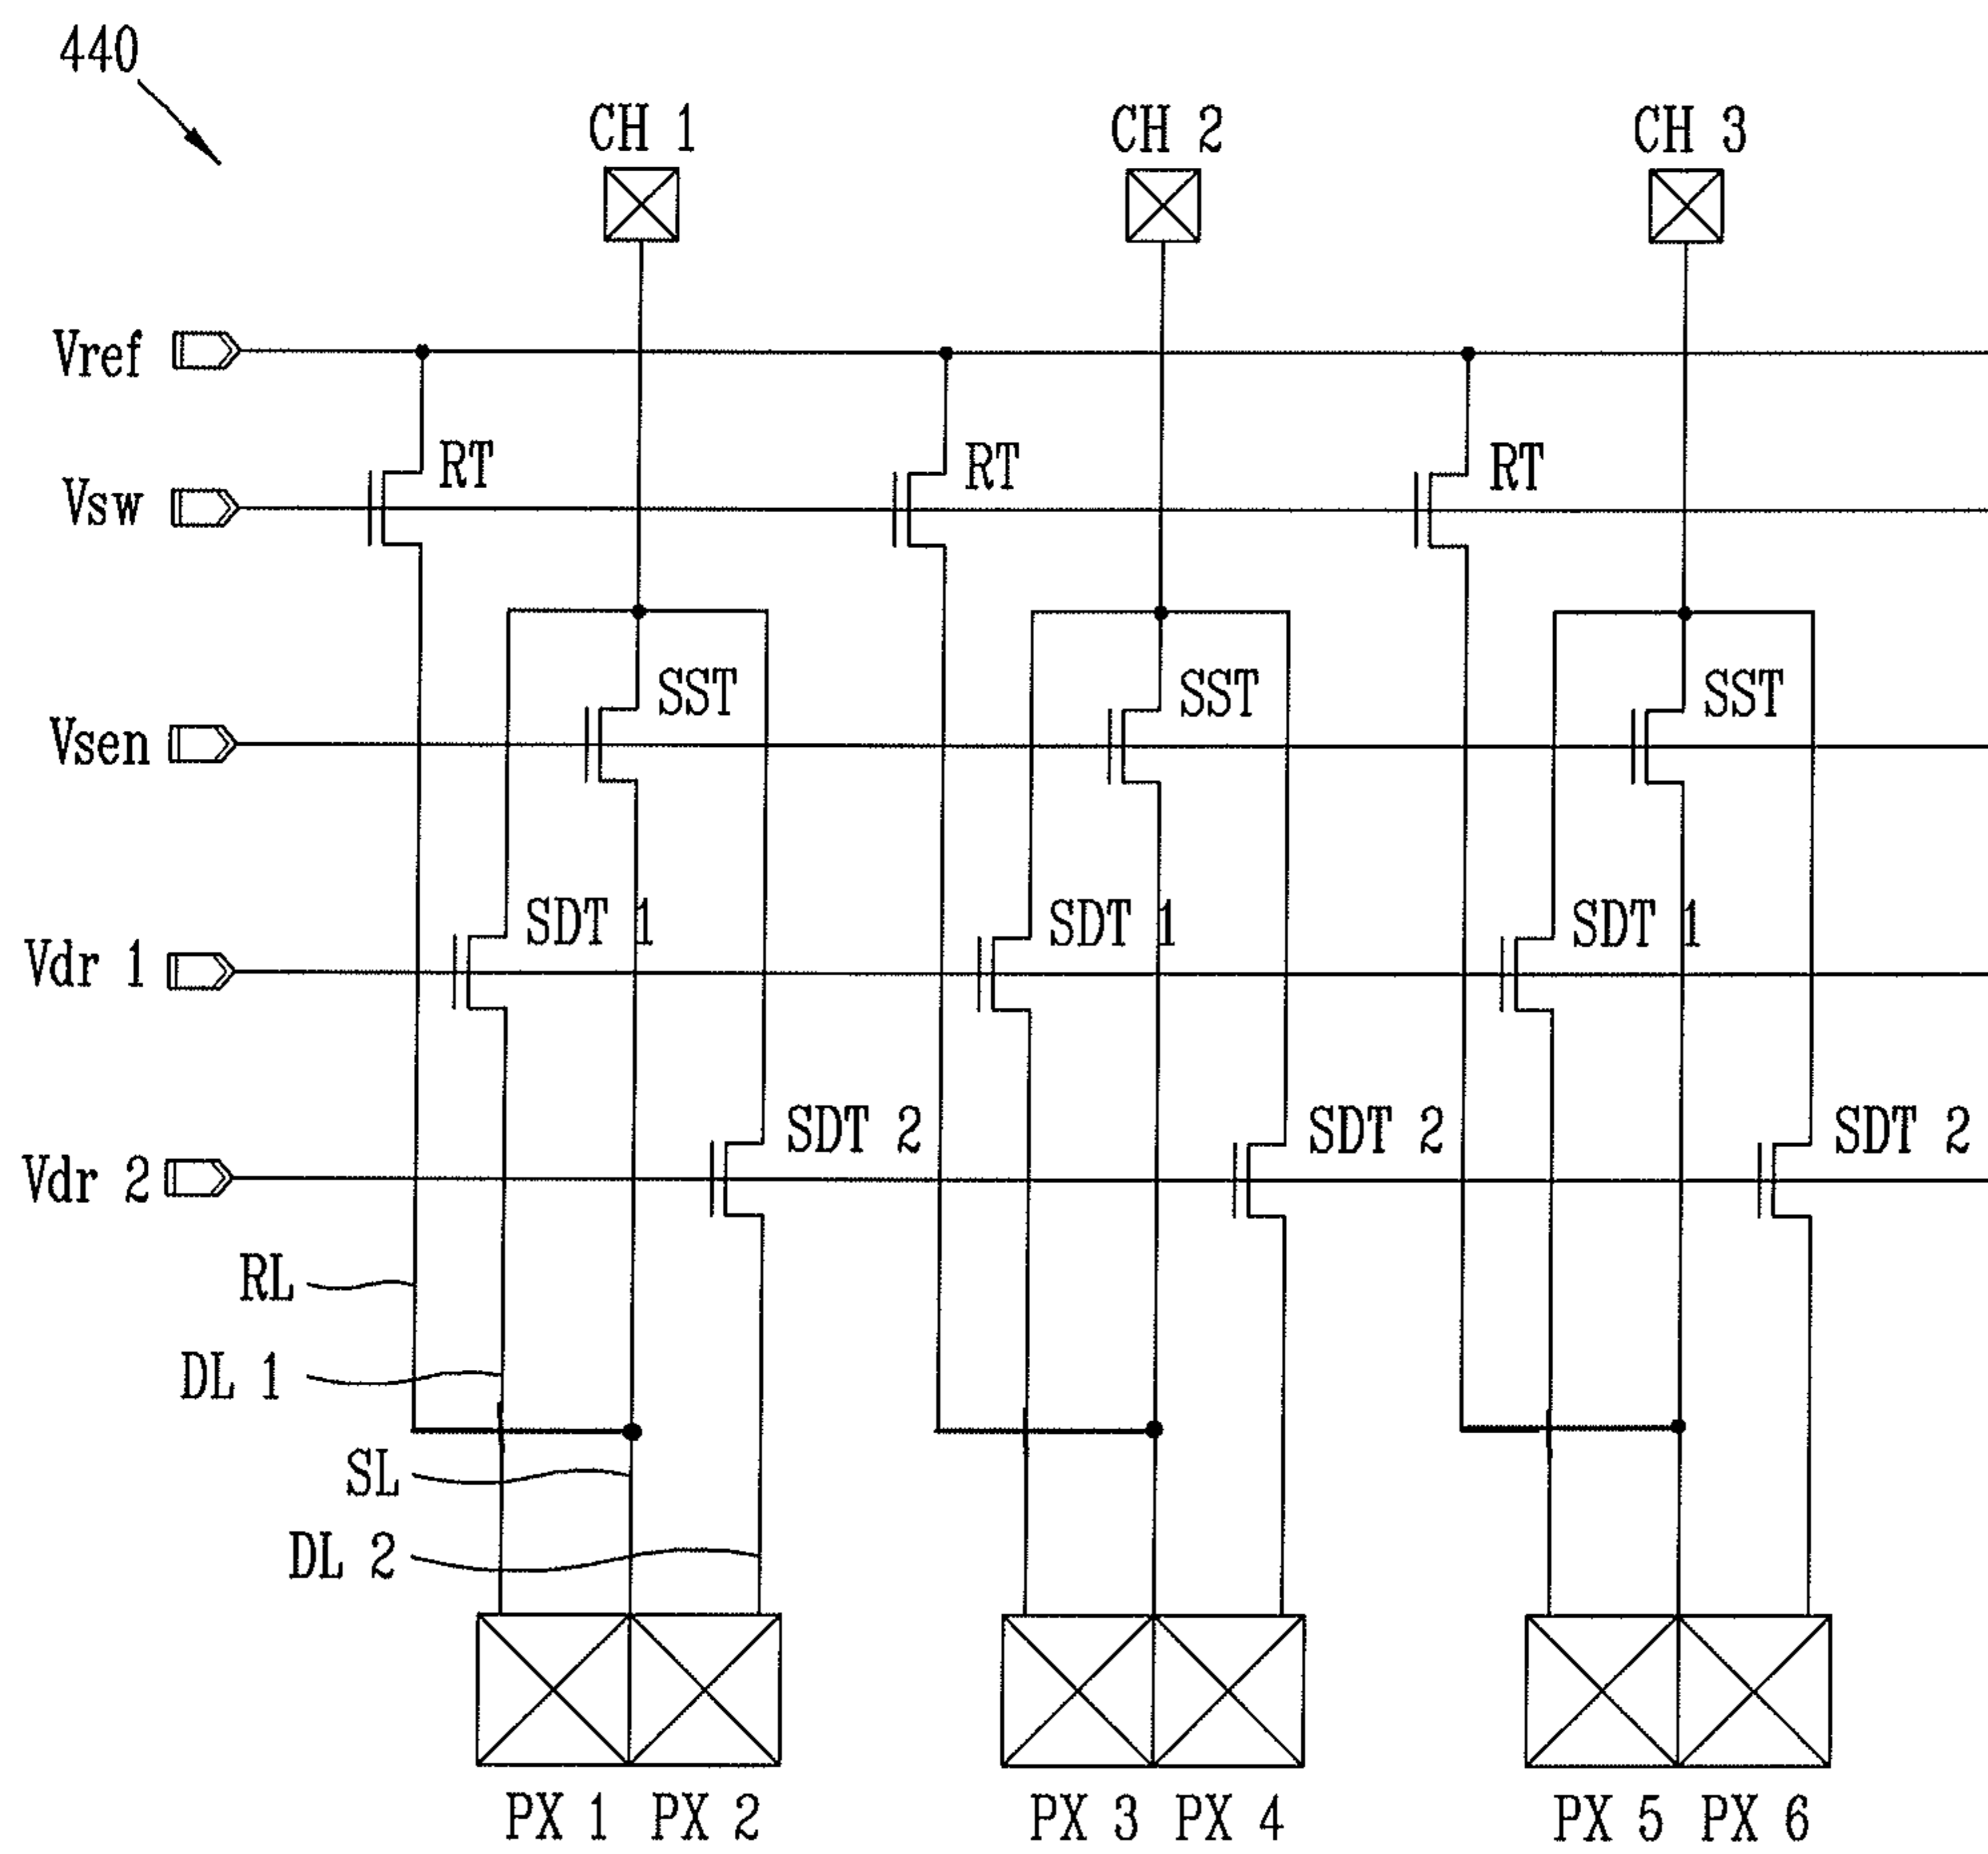 440
CH 1 CH 2 CH 3
Vref
RT RT RT
Vsw
SST SST SST
Vsen
SDT 1 SDT 1 SDT 1
Vdr 1
SDT 2 SDT 2 SDT 2
Vdr 2
RL
DL 1
SL
DL 2
PX 1 PX 2 PX 3 PX 4 PX 5 PX 6